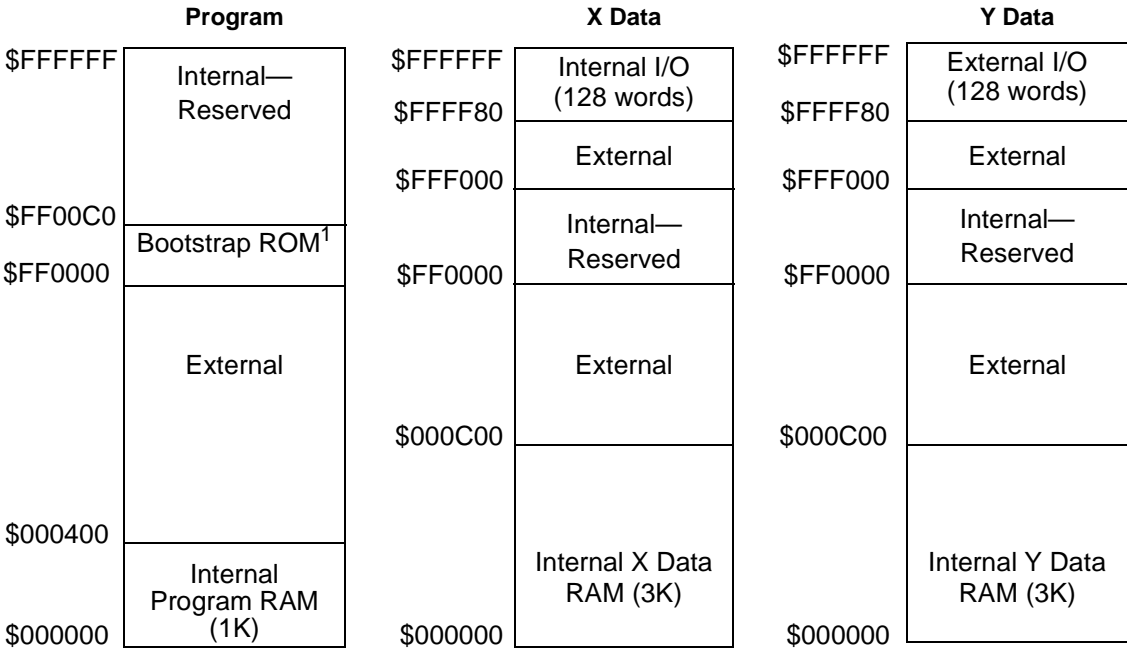 Program
$FFFFFF
Internal—
Reserved
$FF00C0
Bootstrap ROM1
$FF0000
External
$000400
Internal
Program RAM
(1K)
$000000
X Data
$FFFFFF
Internal I/O
(128 words)
$FFFF80
External
$FFF000
Internal—
Reserved
$FF0000
External
$000C00
Internal X Data
RAM (3K)
$000000
Y Data
$FFFFFF
External I/O
(128 words)
$FFFF80
External
$FFF000
Internal—
Reserved
$FF0000
External
$000C00
Internal Y Data
RAM (3K)
$000000